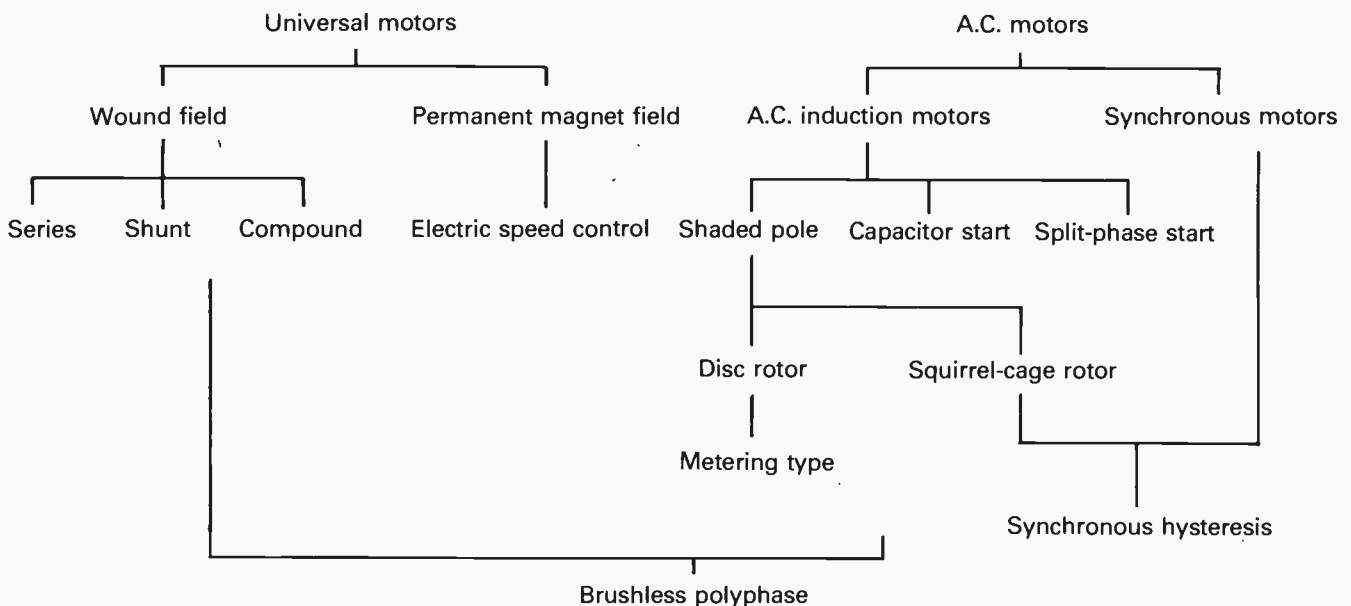 Universal motors
A.C. motors
Wound field
Permanent magnet field
A.C. induction motors
Synchronous motors
Series
Shunt
Compound
Electric speed control
Shaded pole
Capacitor start
Split-phase start
Disc rotor
Squirrel-cage rotor
Metering type
Synchronous hysteresis
Brushless polyphase